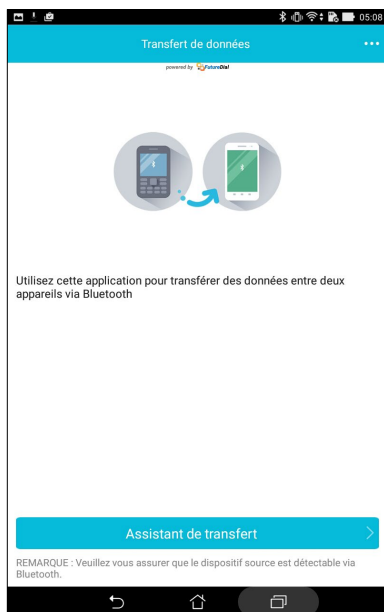 05:08
Transfert de données
powered by FutureDial
Utilisez cette application pour transférer des données entre deux
appareils via Bluetooth
Assistant de transfert
REMARQUE : Veuillez vous assurer que le dispositif source est détectable via
Bluetooth.